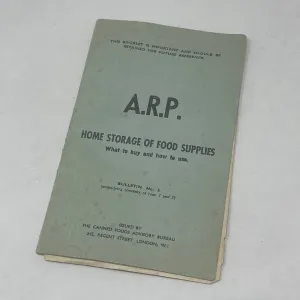 THIS BOOKLET IS IMPORTANT AND SHOULD BE
RETAINED FOR FUTURE REFERENCE
A.R.P.
HOME STORAGE OF FOOD SUPPLIES
What to buy and how to use.
BULLETIN No. 3
ISSUED BY
THE CANNED FOODS ADVISORY BUREAU
REGENT STREET, LONDON, W.1